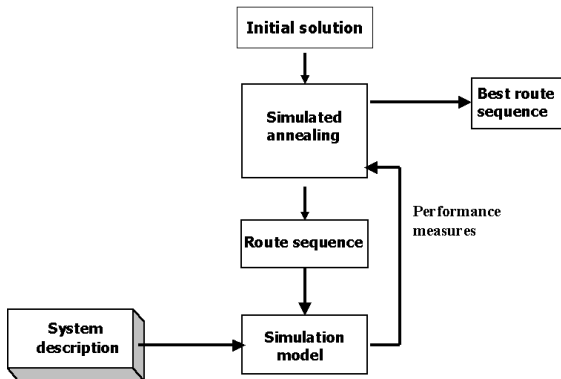 Initial solution
Best route
sequence
Simulated
annealing
Performance
measures
Route sequence
System
description
Simulation
model